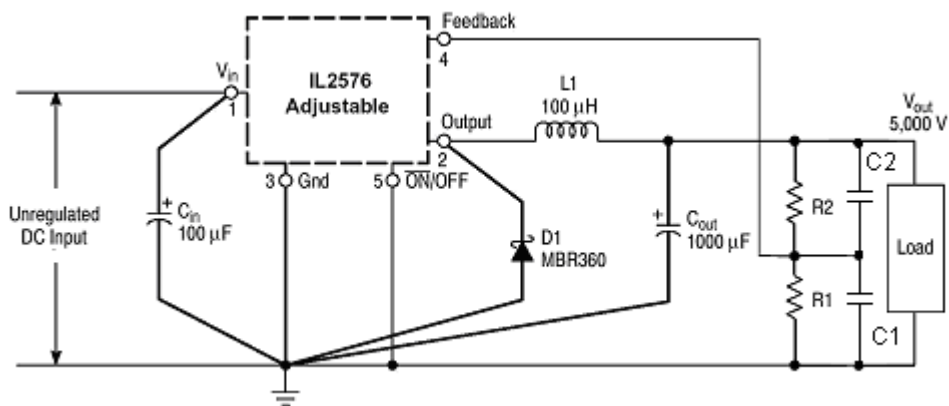 Feedback
4
IL2576
Adjustable
Vin
1
L1
100 µH
Vout
5,000 V
Output
2
C2
3 Gnd
5 ON/OFF
Unregulated
DC Input
+
Cin
100 µF
D1
MBR360
+
Cout
1000 µF
R2
Load
R1
C1